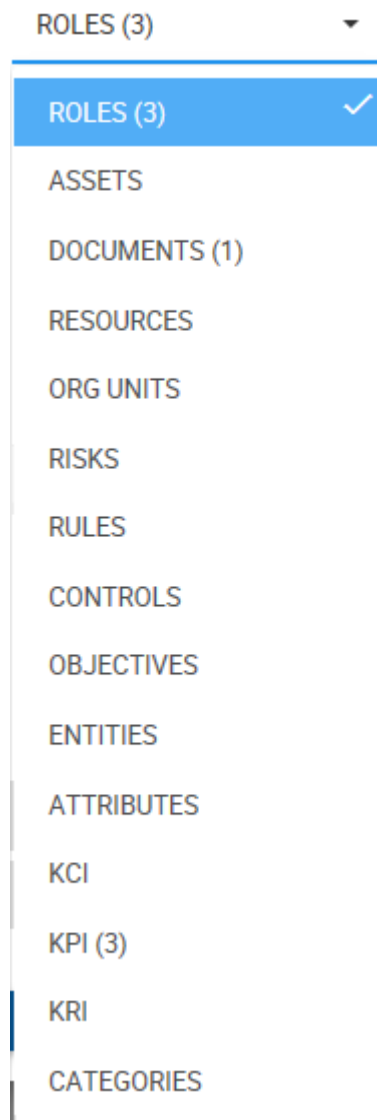 ROLES (3)
ROLES (3)
ASSETS
DOCUMENTS (1)
RESOURCES
ORG UNITS
RISKS
RULES
CONTROLS
OBJECTIVES
ENTITIES
ATTRIBUTES
KCI
KPI (3)
KRI
CATEGORIES